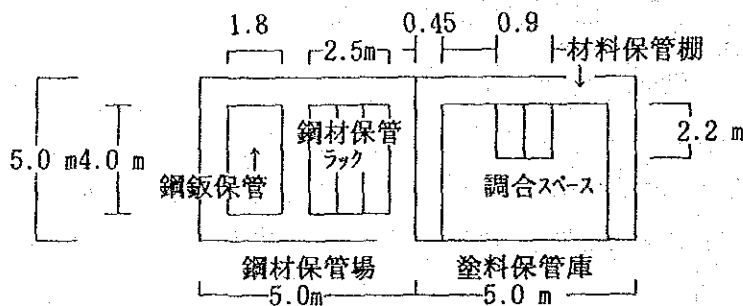 1.8
0.45
0.9
2.5m
材料保管棚
↓
5.0 m
4.0 m
鋼材保管
ラック
↑
鋼鈑保管
2.2 m
調合スペース
鋼材保管場
塗料保管庫
5.0m
5.0 m